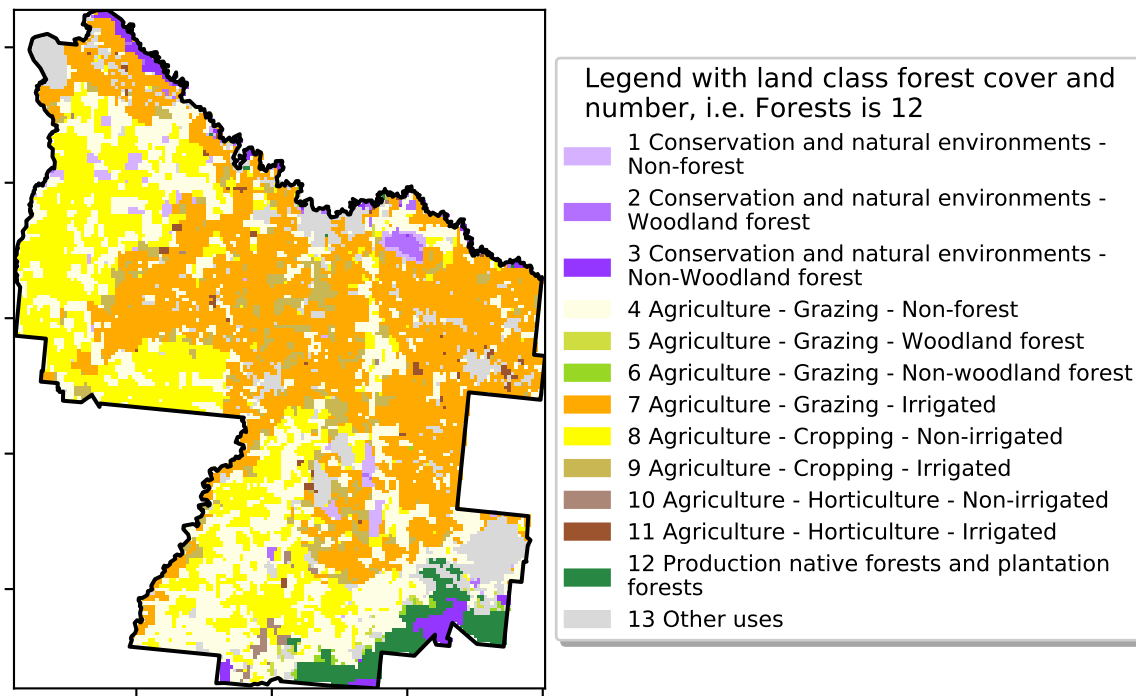 Legend with land class forest cover and
number, i.e. Forests is 12
1 Conservation and natural environments -
Non-forest
2 Conservation and natural environments -
Woodland forest
3 Conservation and natural environments -
Non-Woodland forest
4 Agriculture - Grazing - Non-forest
5 Agriculture - Grazing - Woodland forest
6 Agriculture - Grazing - Non-woodland forest
7 Agriculture - Grazing - Irrigated
8 Agriculture - Cropping - Non-irrigated
9 Agriculture - Cropping - Irrigated
10 Agriculture - Horticulture - Non-irrigated
11 Agriculture - Horticulture - Irrigated
12 Production native forests and plantation
forests
13 Other uses